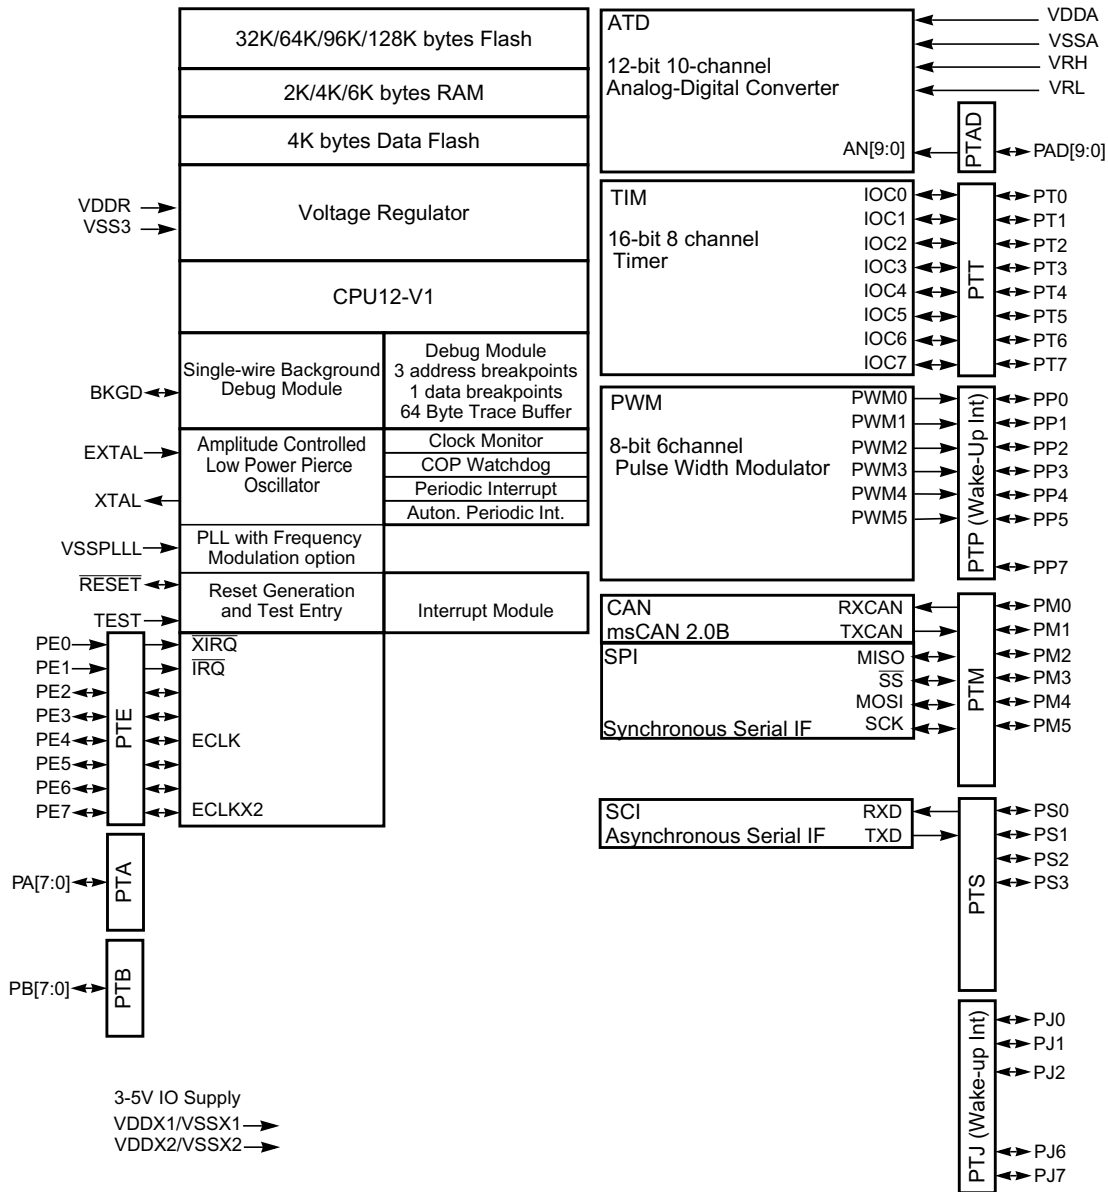 32K/64K/96K/128K bytes Flash
2K/4K/6K bytes RAM
4K bytes Data Flash
VDDR
VSS3
Voltage Regulator
CPU12-V1
BKGD
Single-wire Background
Debug Module
Debug Module
3 address breakpoints
1 data breakpoints
64 Byte Trace Buffer
EXTAL
XTAL
Amplitude Controlled
Low Power Pierce
Oscillator
Clock Monitor
COP Watchdog
Periodic Interrupt
Auton. Periodic Int.
VSSPLLL
PLL with Frequency
Modulation option
RESET
TEST
Reset Generation
and Test Entry
Interrupt Module
PE0
PE1
PE2
PE3
PE4
PE5
PE6
PE7
PTE
XIRQ
IRQ
ECLK
ECLKX2
PA[7:0]
PTA
PB[7:0]
PTB
3-5V IO Supply
VDDX1/VSSX1
VDDX2/VSSX2
ATD
12-bit 10-channel
Analog-Digital Converter
AN[9:0]
VDDA
VSSA
VRH
VRL
PTAD
PAD[9:0]
TIM
16-bit 8 channel
Timer
IOC0
IOC1
IOC2
IOC3
IOC4
IOC5
IOC6
IOC7
PTT
PT0
PT1
PT2
PT3
PT4
PT5
PT6
PT7
PWM
8-bit 6channel
Pulse Width Modulator
PWM0
PWM1
PWM2
PWM3
PWM4
PWM5
PTP (Wake-Up Int)
PP0
PP1
PP2
PP3
PP4
PP5
PP7
CAN
msCAN 2.0B
RXCAN
TXCAN
SPI
Synchronous Serial IF
MISO
SS
MOSI
SCK
PTM
PM0
PM1
PM2
PM3
PM4
PM5
SCI
Asynchronous Serial IF
RXD
TXD
PTS
PS0
PS1
PS2
PS3
PTJ (Wake-up Int)
PJ0
PJ1
PJ2
PJ6
PJ7